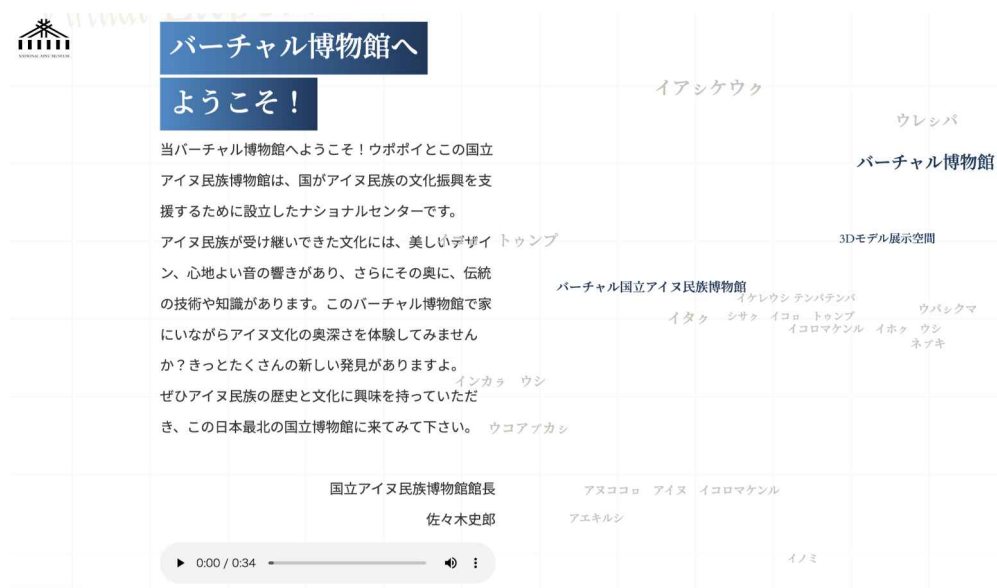 NATIONAL AINU MUSEUM
バーチャル博物館へ
ようこそ！
当バーチャル博物館へようこそ！ウポポイとこの国立
アイヌ民族博物館は、国がアイヌ民族の文化振興を支
援するために設立したナショナルセンターです。
アイヌ民族が受け継いできた文化には、美しいデザイ
ン、心地よい音の響きがあり、さらにその奥に、伝統
の技術や知識があります。このバーチャル博物館で家
にいながらアイヌ文化の奥深さを体験してみません
か？きっとたくさんの新しい発見がありますよ。
ぜひアイヌ民族の歴史と文化に興味を持っていただ
き、この日本最北の国立博物館に来てみて下さい。
国立アイヌ民族博物館館長
佐々木史郎
0:00 / 0:34
イアㇱケウㇰ
ウレㇱパ
バーチャル博物館
トゥンプ
3Dモデル展示空間
バーチャル国立アイヌ民族博物館
イケレウシ テンパテンパ
ウパㇱクマ
イタㇰ
シサㇰ イコㇿ トゥンプ
イコロマケンル
イホㇰ ウシ
ネㇷ゚キ
インカㇻ ウシ
ウコアㇷ゚カㇱ
アヌココㇿ アイヌ イコロマケンル
アエキルシ
イノミ